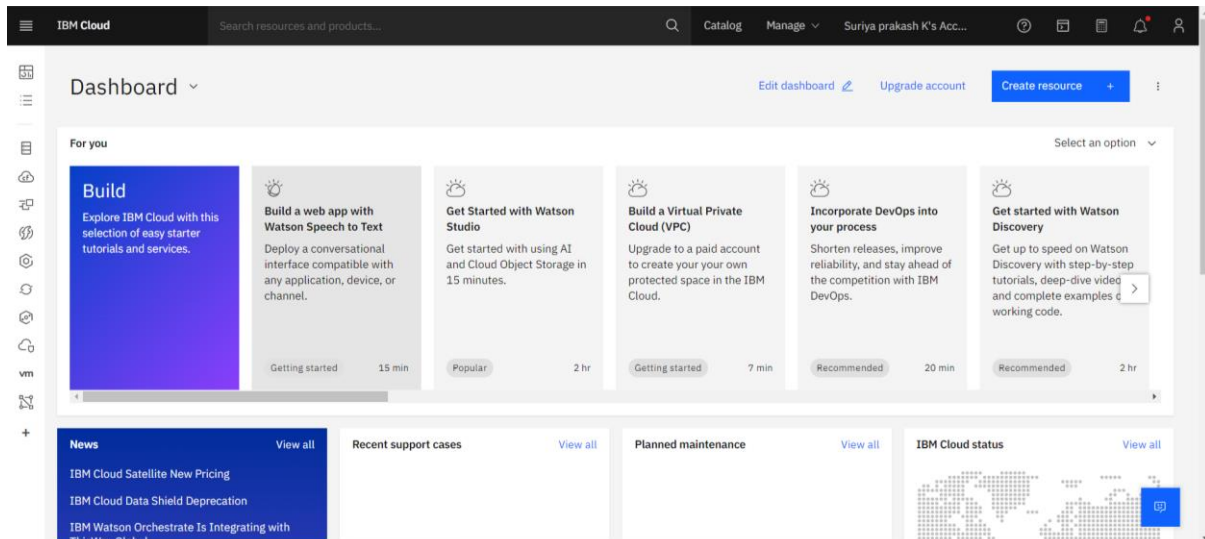 IBM Cloud
Search resources and products...
Catalog
Manage
Suriya prakash K's Acc...
Dashboard
Edit dashboard
Upgrade account
Create resource +
For you
Select an option
Build
Explore IBM Cloud with this
selection of easy starter
tutorials and services.
Build a web app with
Watson Speech to Text
Deploy a conversational
interface compatible with
any application, device, or
channel.
Getting started 15 min
Get Started with Watson
Studio
Get started with using AI
and Cloud Object Storage in
15 minutes.
Popular 2 hr
Build a Virtual Private
Cloud (VPC)
Upgrade to a paid account
to create your your own
protected space in the IBM
Cloud.
Getting started 7 min
Incorporate DevOps into
your process
Shorten releases, improve
reliability, and stay ahead of
the competition with IBM
DevOps.
Recommended 20 min
Get started with Watson
Discovery
Get up to speed on Watson
Discovery with step-by-step
tutorials, deep-dive
and complete examples
working code.
Recommended 2 hr
vm
News View all
IBM Cloud Satellite New Pricing
IBM Cloud Data Shield Deprecation
IBM Watson Orchestrate Is Integrating with
Recent support cases View all
Planned maintenance View all
IBM Cloud status View all